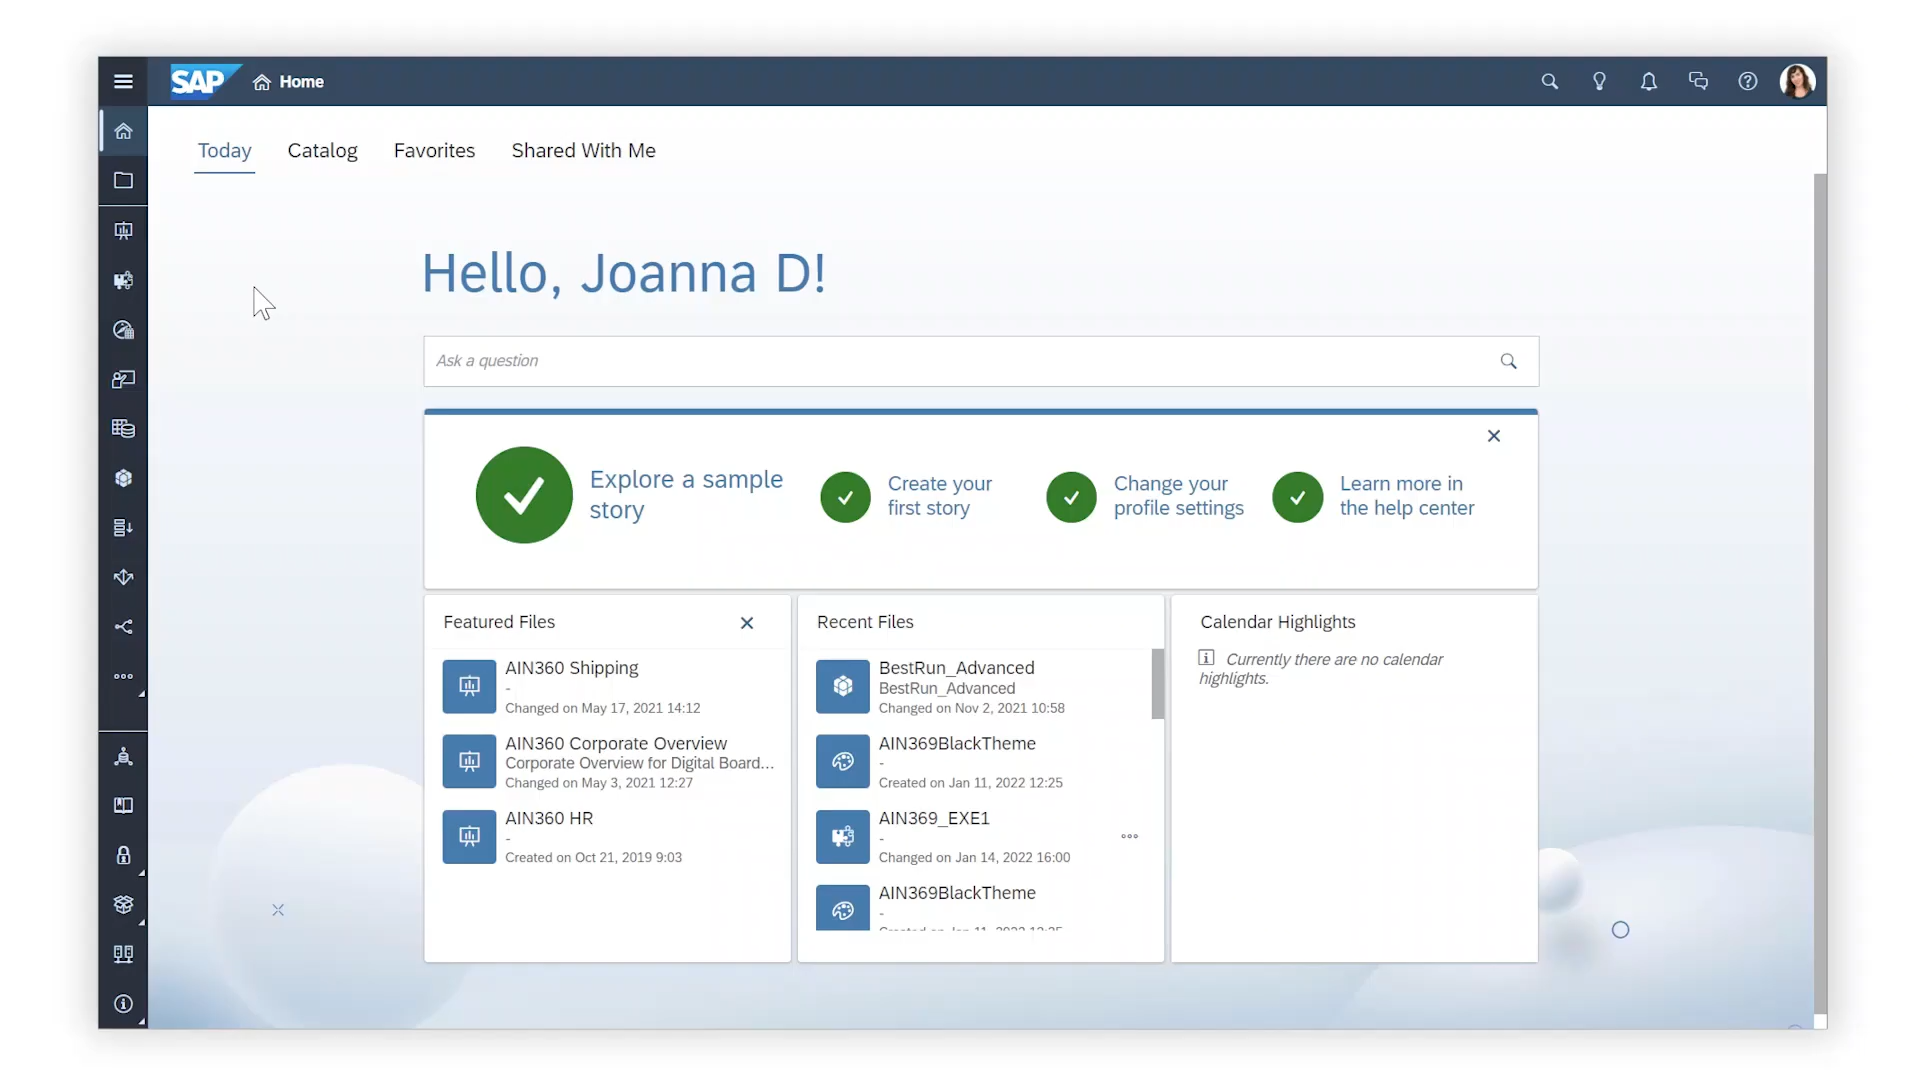 SAP Home
Today Catalog Favorites Shared With Me
Hello, Joanna D!
Ask a question
Explore a sample
story
Create your
first story
Change your
profile settings
Learn more in
the help center
Featured Files
AIN360 Shipping
-
Changed on May 17, 2021 14:12
AIN360 Corporate Overview
Corporate Overview for Digital Board...
Changed on May 3, 2021 12:27
AIN360 HR
-
Created on Oct 21, 2019 9:03
Recent Files
BestRun_Advanced
BestRun_Advanced
Changed on Nov 2, 2021 10:58
AIN369BlackTheme
-
Created on Jan 11, 2022 12:25
AIN369_EXE1
-
Changed on Jan 14, 2022 16:00
AIN369BlackTheme
-
Calendar Highlights
Currently there are no calendar
highlights.